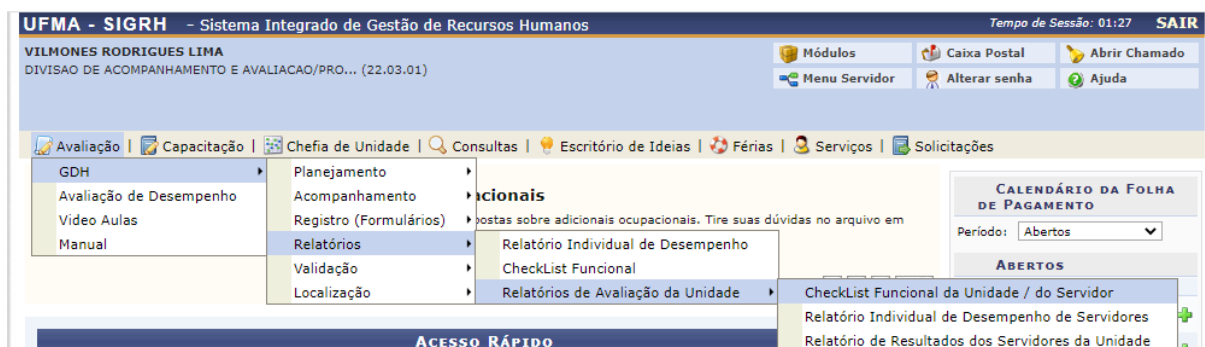 UFMA - SIGRH - Sistema Integrado de Gestão de Recursos Humanos
Tempo de Sessão: 01:27 SAIR
VILMONES RODRIGUES LIMA
DIVISAO DE ACOMPANHAMENTO E AVALIACAO/PRO... (22.03.01)
Módulos Caixa Postal Abrir Chamado
Menu Servidor Alterar senha Ajuda
Avaliação | Capacitação | Chefia de Unidade | Consultas | Escritório de Ideias | Férias | Serviços | Solicitações
GDH
Avaliação de Desempenho
Video Aulas
Manual
Planejamento
Acompanhamento
Registro (Formulários)
Relatórios
Validação
Localização
Relatório Individual de Desempenho
CheckList Funcional
Relatórios de Avaliação da Unidade
CheckList Funcional da Unidade / do Servidor
Relatório Individual de Desempenho de Servidores
Relatório de Resultados dos Servidores da Unidade
acionais
postas sobre adicionais ocupacionais. Tire suas dúvidas no arquivo em
CALENDÁRIO DA FOLHA
DE PAGAMENTO
Período: Abertos
ABERTOS
ACESSO RÁPIDO